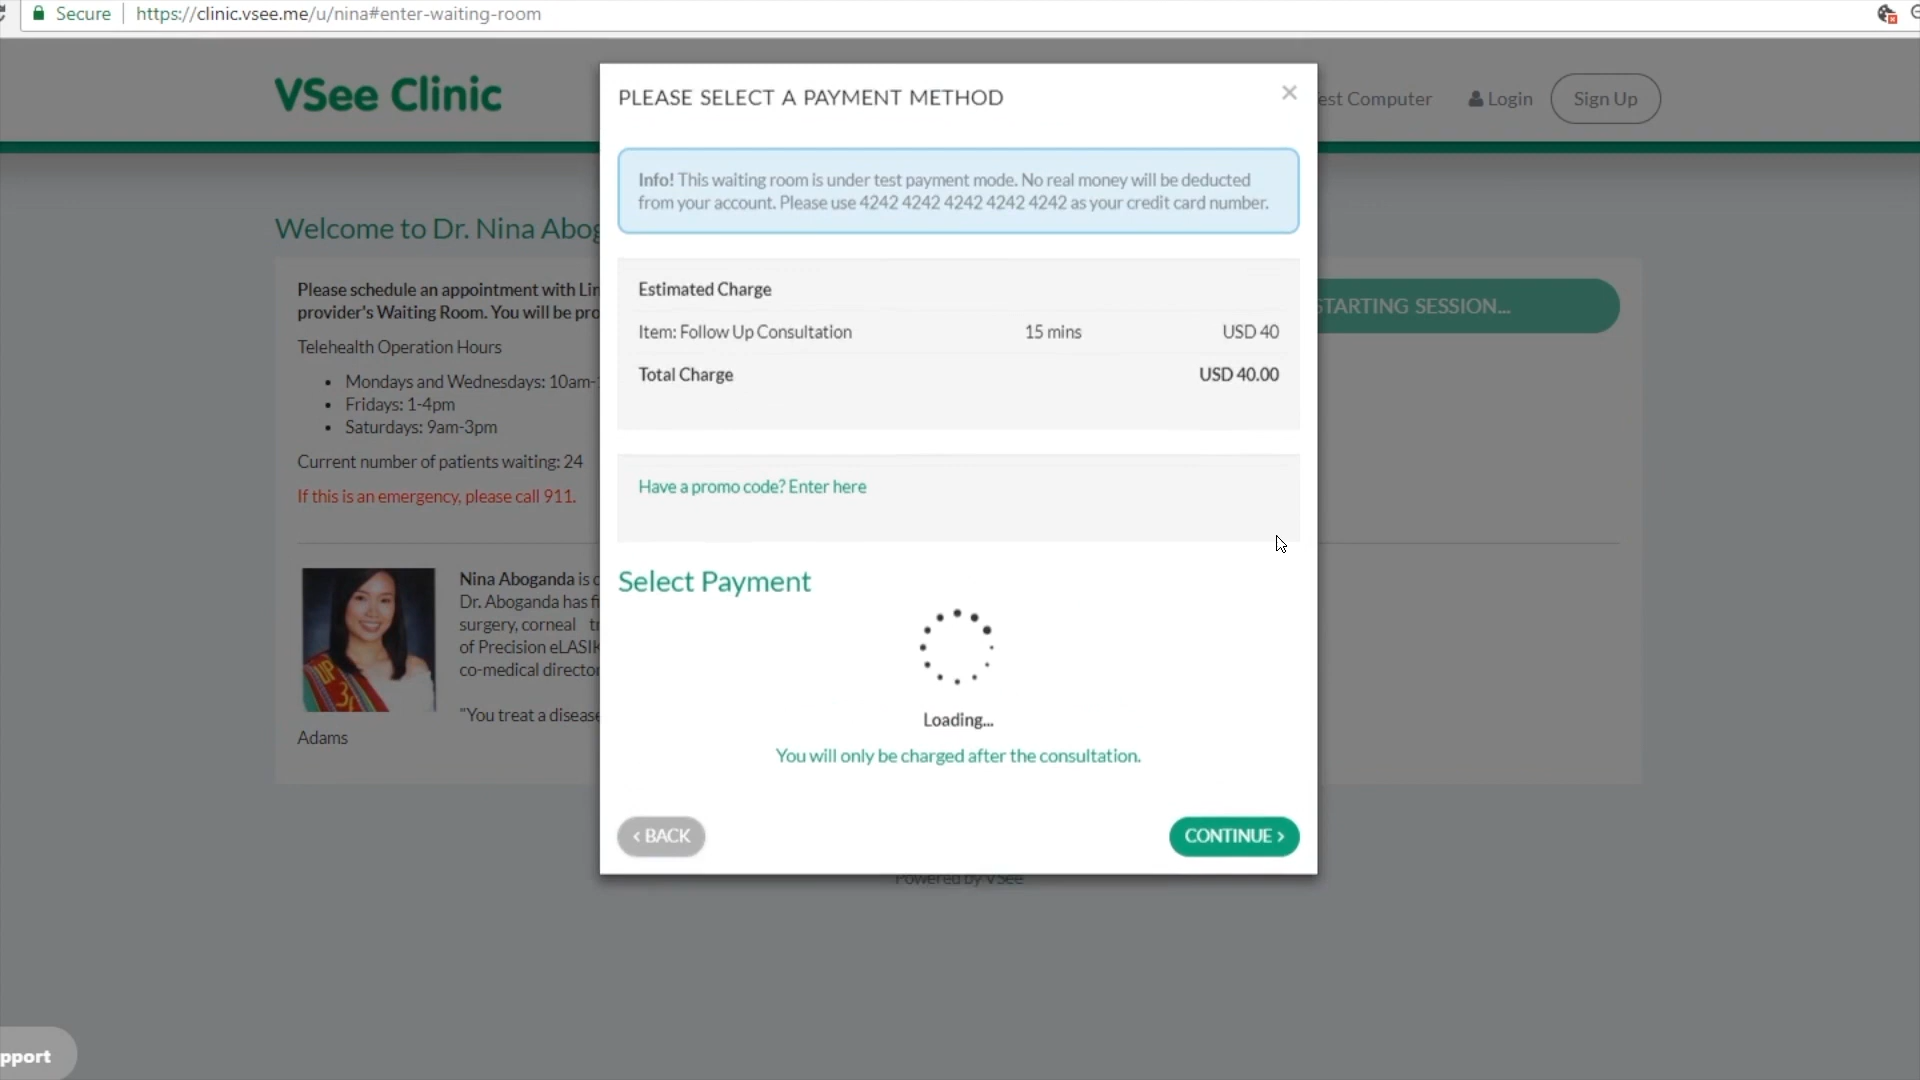 Secure
https://clinic.vsee.me/u/nina#enter-waiting-room
VSee Clinic
est Computer
Login
Sign Up
PLEASE SELECT A PAYMENT METHOD
×
Info! This waiting room is under test payment mode. No real money will be deducted
from your account. Please use 4242 4242 4242 4242 4242 as your credit card number.
Welcome to Dr. Nina Abog
Please schedule an appointment with Lin
provider's Waiting Room. You will be pro
Telehealth Operation Hours
• Mondays and Wednesdays: 10am-
• Fridays: 1-4pm
• Saturdays: 9am-3pm
Current number of patients waiting: 24
If this is an emergency, please call 911.
Estimated Charge
Item: Follow Up Consultation 15 mins USD 40
Total Charge USD 40.00
STARTING SESSION...
Have a promo code? Enter here
Nina Aboganda is
Dr. Aboganda has
surgery, corneal
of Precision eLASIK
co-medical director
"You treat a disease
Adams
Select Payment
Loading...
You will only be charged after the consultation.
< BACK
CONTINUE >
Powered by VSee
pport